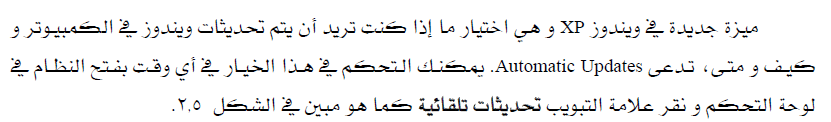 ميزة جديدة في ويندوز XP و هي اختيار ما إذا كنت تريد أن يتم تحديثات ويندوز في الكمبيوتر و
كيف و متى، تدعى Automatic Updates. يمكنك التحكم في هذا الخيار في أي وقت بفتح النظام في
لوحة التحكم و نقر علامة التبويب تحديثات تلقائية كما هو مبين في الشكل ٢,٥.